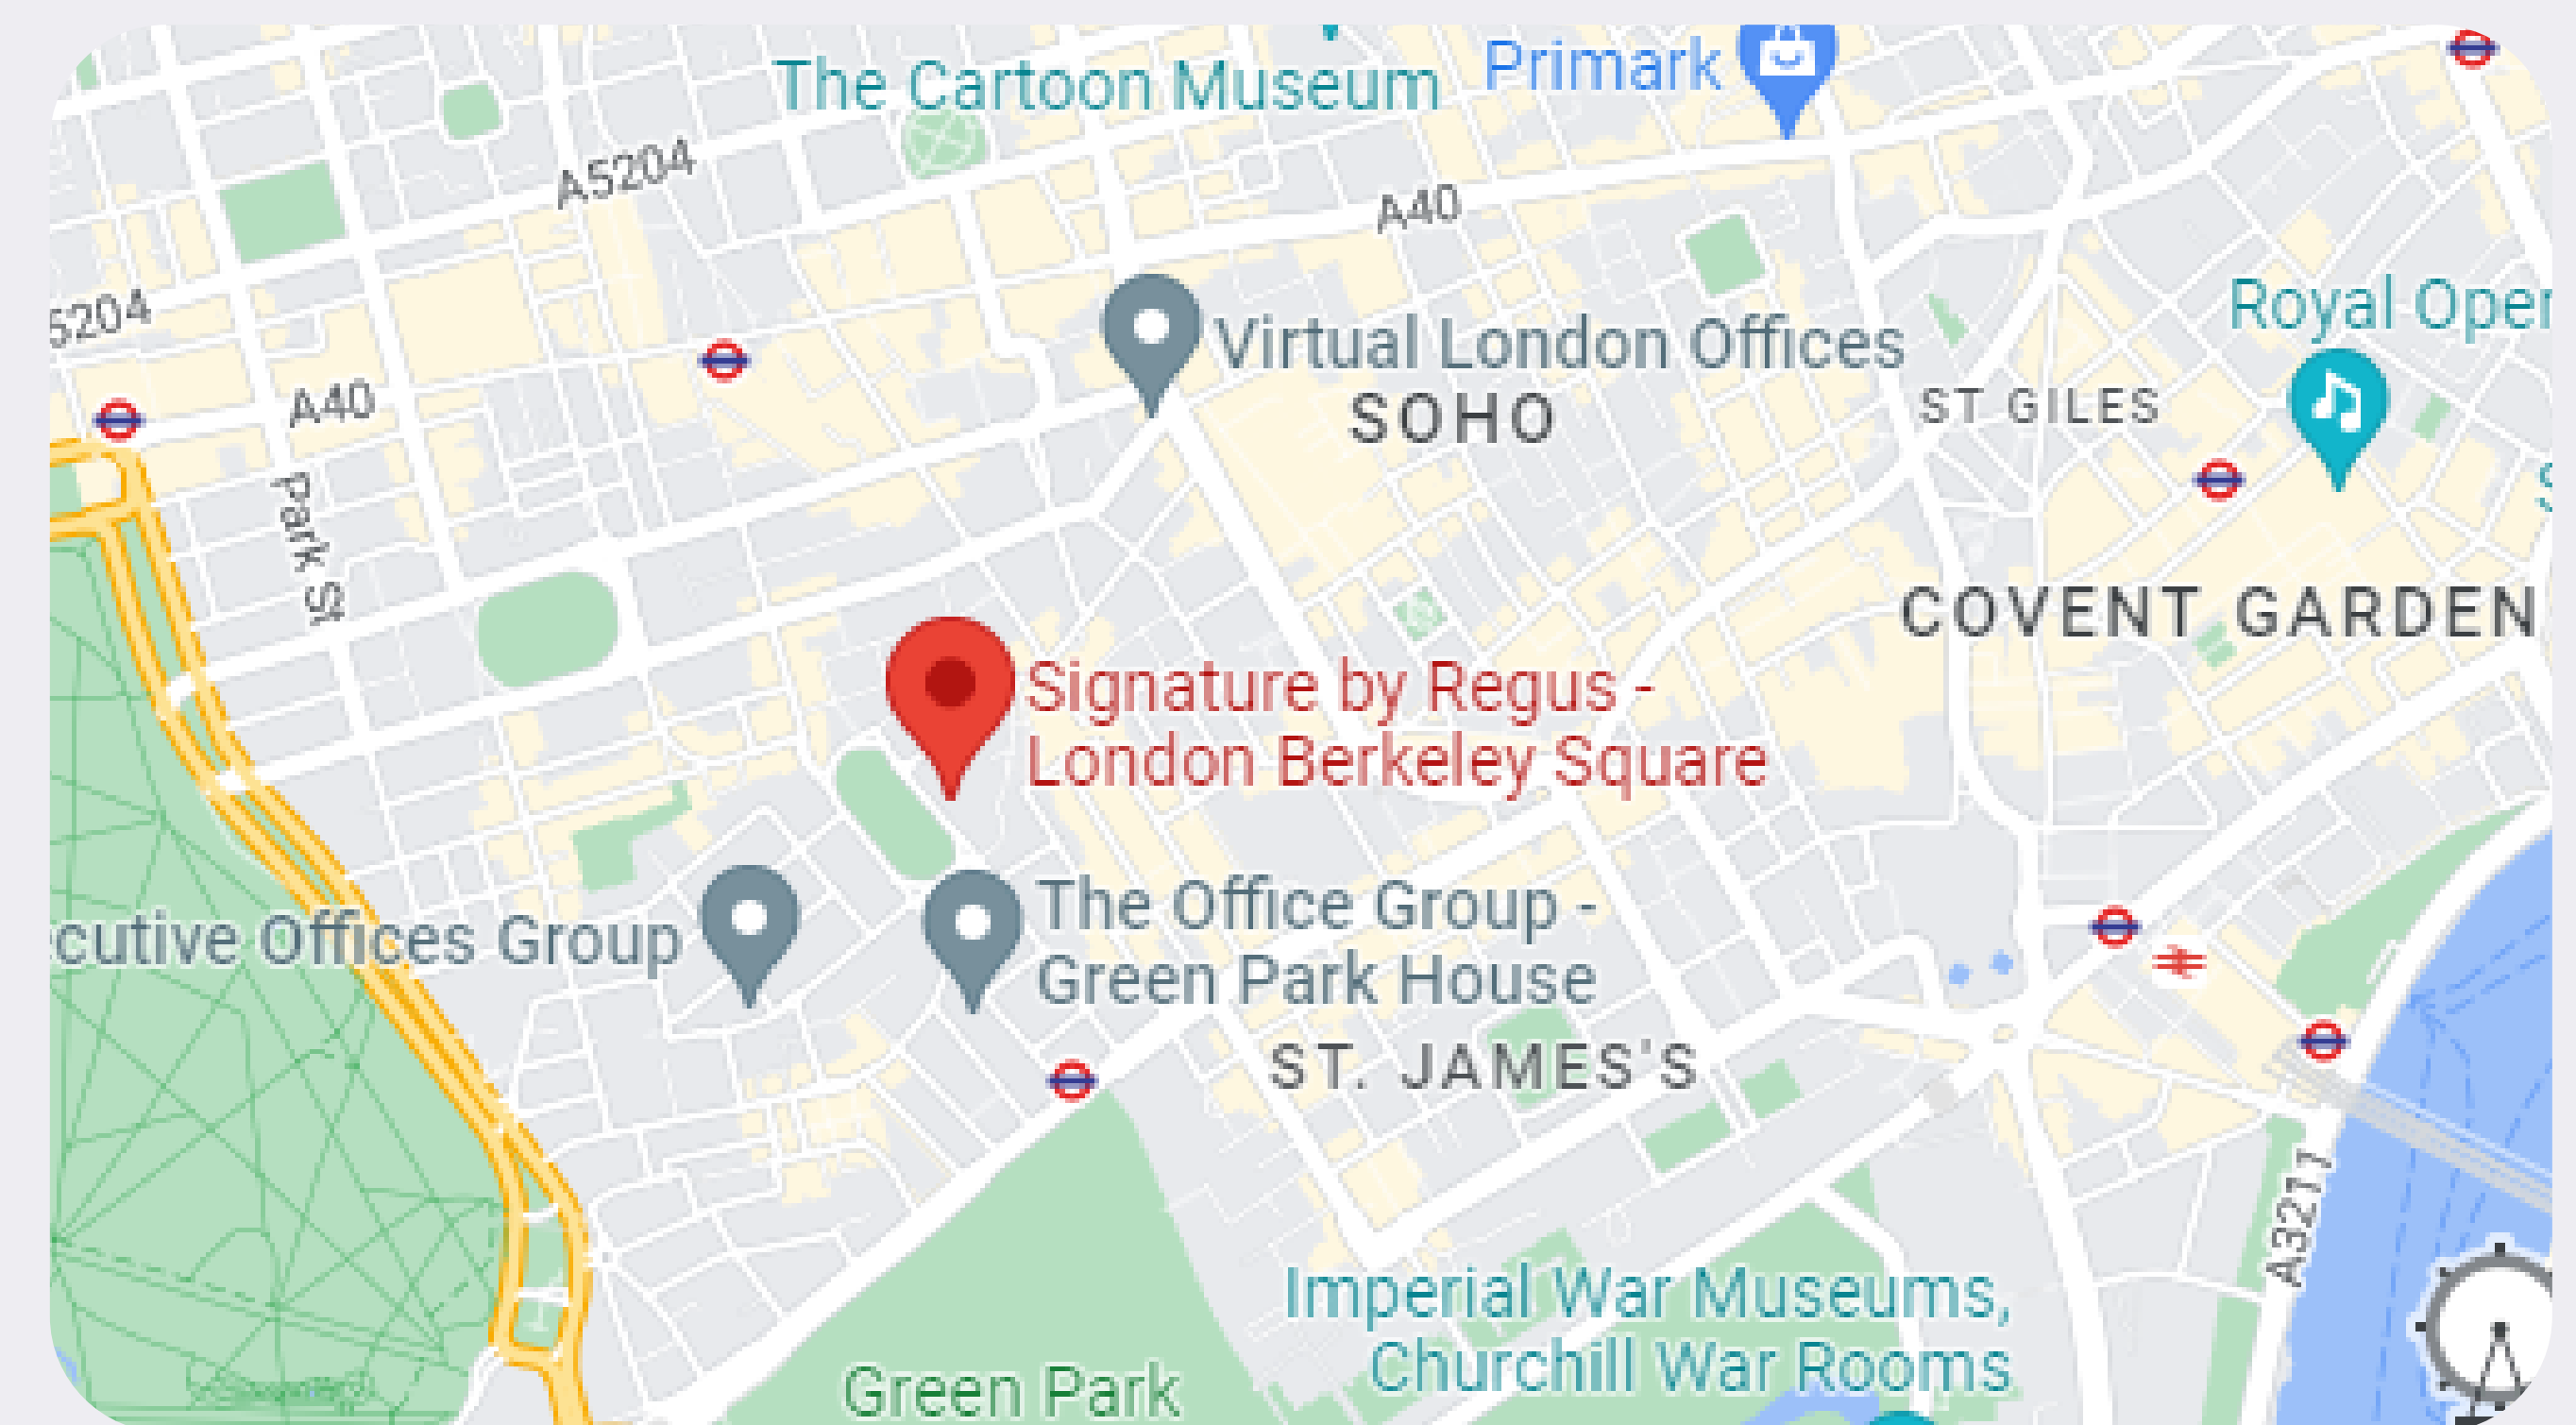 The Cartoon Museum
Primark
A5204
A40
5204
A40
Virtual London Offices
SOHO
Royal Oper
ST GILES
Park St
COVENT GARDEN
Signature by Regus -
London Berkeley Square
cutive Offices Group
The Office Group -
Green Park House
ST. JAMES'S
A3211
Imperial War Museums,
Churchill War Rooms
Green Park